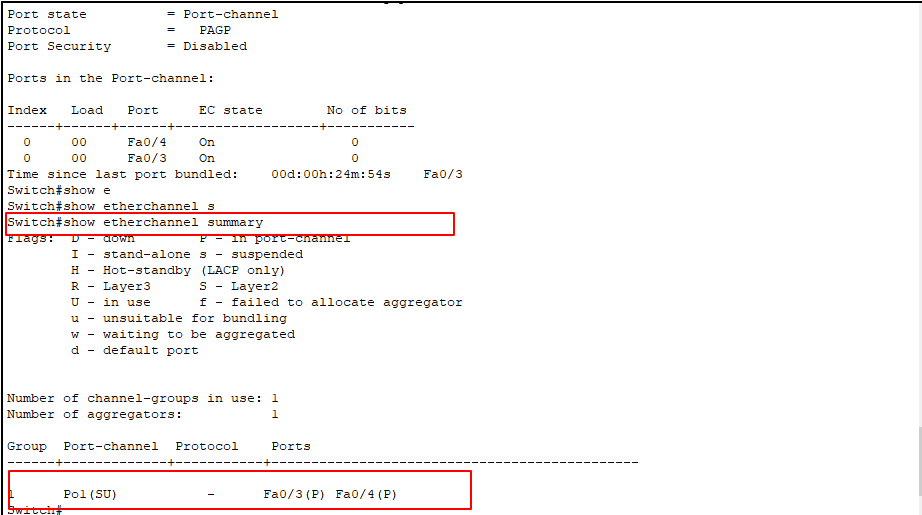 Port state          = Port-channel
Protocol            =   PAGP
Port Security       = Disabled
Ports in the Port-channel:
Index   Load   Port     EC state        No of bits
------+------+------+------------------+-----------
  0     00     Fa0/4    On                 0
  0     00     Fa0/3    On                 0
Time since last port bundled:    00d:00h:24m:54s    Fa0/3
Switch#show e
Switch#show etherchannel s
Switch#show etherchannel summary
Flags:  D - down        P - in port-channel
        I - stand-alone s - suspended
        H - Hot-standby (LACP only)
        R - Layer3      S - Layer2
        U - in use      f - failed to allocate aggregator
        u - unsuitable for bundling
        w - waiting to be aggregated
        d - default port
Number of channel-groups in use: 1
Number of aggregators:           1
Group  Port-channel  Protocol    Ports
------+-------------+-----------+----------------------------------------------
1      Po1(SU)           -      Fa0/3(P) Fa0/4(P)
Switch#